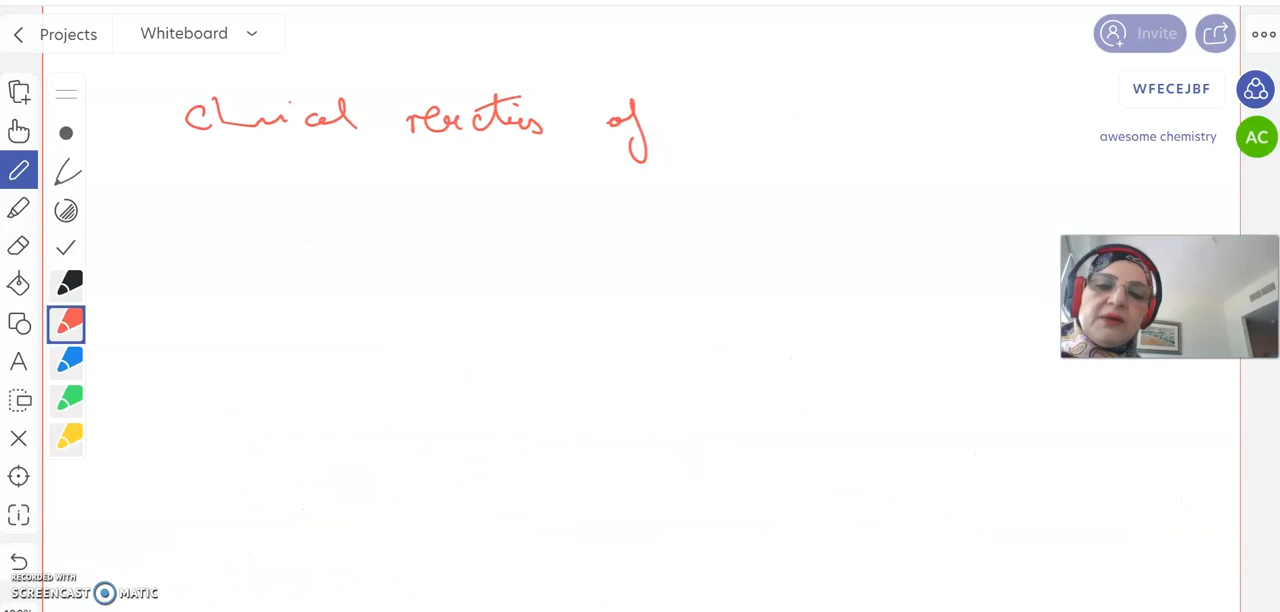 Projects Whiteboard Invite
WFECEJBF
awesome chemistry AC
chemical reactions of
A
RECORDED WITH
SCREENCAST MATIC